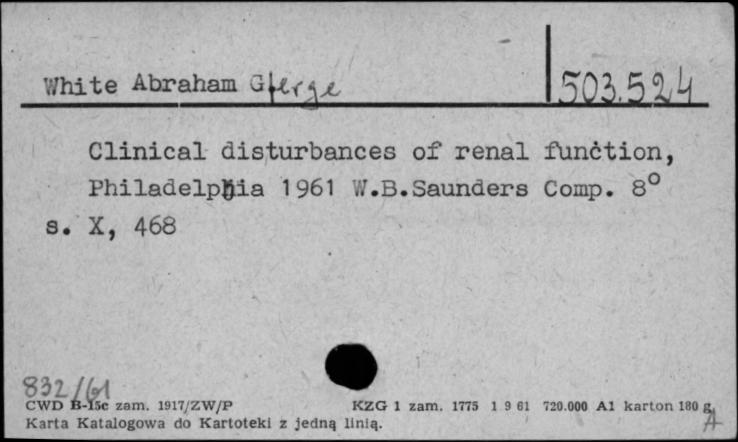 White Abraham Gerge 503.524
Clinical disturbances of renal function,
Philadelphia 1961 W.B.Saunders Comp. 8°
s. X, 468
832/61
CWD B-15c zam. 1917/ZW/P KZG 1 zam. 1775 1 9 61 720.000 A1 karton 180 g.
Karta Katalogowa do Kartoteki z jedną linią.
A